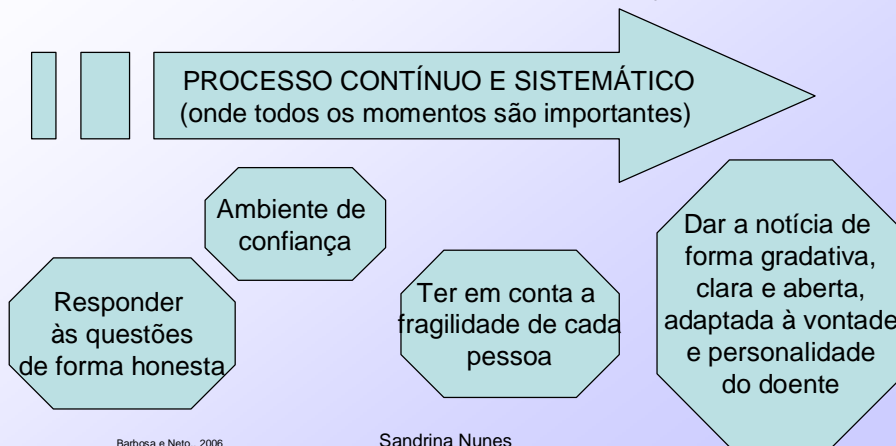 PROCESSO CONTÍNUO E SISTEMÁTICO
(onde todos os momentos são importantes)
Ambiente de
confiança
Responder
às questões
de forma honesta
Ter em conta a
fragilidade de cada
pessoa
Dar a notícia de
forma gradativa,
clara e aberta,
adaptada à vontade
e personalidade
do doente
Barbosa e Neto, 2006
Sandrina Nunes